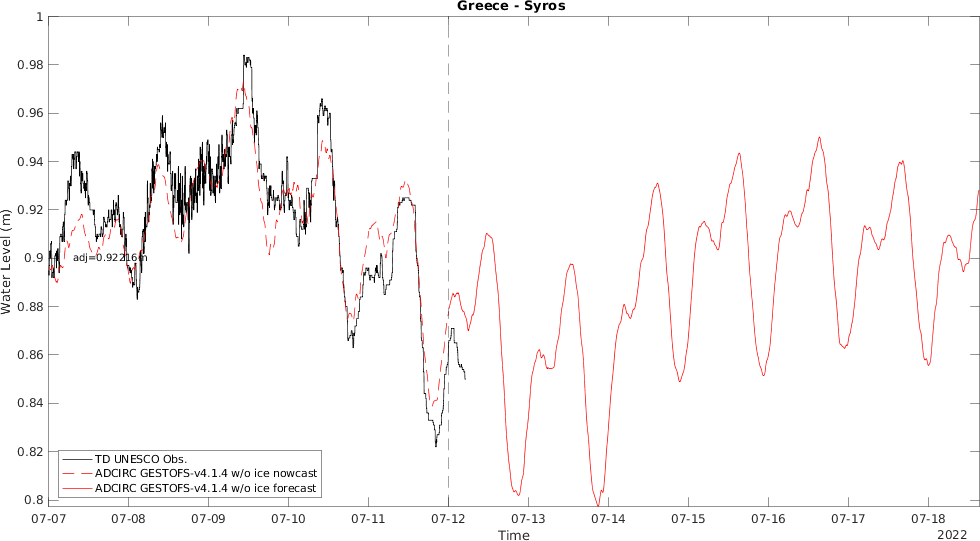 Greece - Syros
1
0.98
0.96
0.94
0.92
0.9
0.88
0.86
0.84
0.82
0.8
Water Level (m)
adj=0.92216m
TD UNESCO Obs.
ADCIRC GESTOFS-v4.1.4 w/o ice nowcast
ADCIRC GESTOFS-v4.1.4 w/o ice forecast
07-07 07-08 07-09 07-10 07-11 07-12 07-13 07-14 07-15 07-16 07-17 07-18
Time
2022